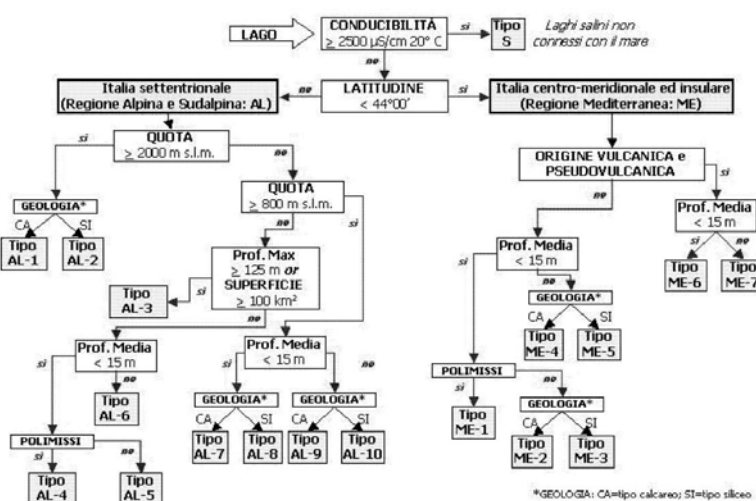 LAGO
CONDUCIBILITÀ
≥ 2500 µS/cm 20° C
si
Tipo
S
Laghi salini non
connessi con il mare
no
Italia settentrionale
(Regione Alpina e Sudalpina: AL)
no
LATITUDINE
< 44°00'
si
Italia centro-meridionale ed insulare
(Regione Mediterranea: ME)
si
QUOTA
≥ 2000 m s.l.m.
no
ORIGINE VULCANICA e
PSEUDOVULCANICA
si
no
GEOLOGIA*
CA
SI
Tipo
AL-1
Tipo
AL-2
QUOTA
≥ 800 m s.l.m.
no
si
Prof. Media
< 15 m
si
no
Tipo
ME-6
Tipo
ME-7
Prof. Max
≥ 125 m or
SUPERFICIE
≥ 100 km²
si
Tipo
AL-3
no
Prof. Media
< 15 m
si
no
GEOLOGIA*
CA
SI
Tipo
ME-4
Tipo
ME-5
Prof. Media
< 15 m
si
no
Tipo
AL-6
Prof. Media
< 15 m
si
no
GEOLOGIA*
CA
SI
GEOLOGIA*
CA
SI
Tipo
AL-7
Tipo
AL-8
Tipo
AL-9
Tipo
AL-10
POLIMISSI
si
no
Tipo
ME-1
GEOLOGIA*
CA
SI
Tipo
ME-2
Tipo
ME-3
POLIMISSI
si
no
Tipo
AL-4
Tipo
AL-5
*GEOLOGIA: CA=tipo calcareo; SI=tipo siliceo